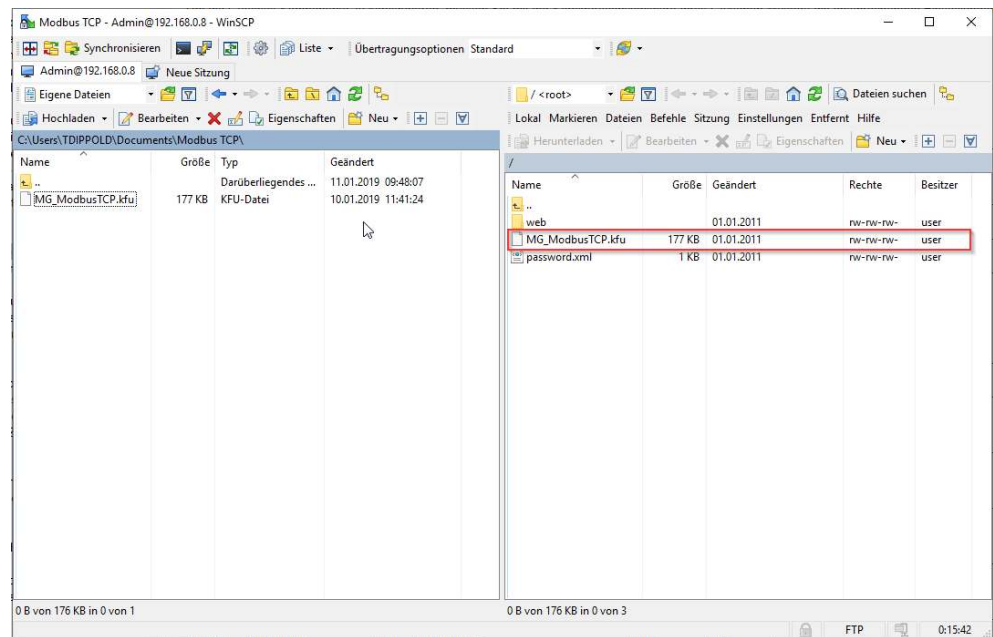 Modbus TCP - Admin@192.168.0.8 - WinSCP
Synchronisieren Liste Übertragungsoptionen Standard
Admin@192.168.0.8 Neue Sitzung
Eigene Dateien
Hochladen Bearbeiten Eigenschaften Neu
C:\Users\TDIPPOLD\Documents\Modbus TCP\
Name Größe Typ Geändert
.. Darüberliegendes ... 11.01.2019 09:48:07
MG_ModbusTCP.kfu 177 KB KFU-Datei 10.01.2019 11:41:24
0 B von 176 KB in 0 von 1
/ <root> Dateien suchen
Lokal Markieren Dateien Befehle Sitzung Einstellungen Entfernt Hilfe
Herunterladen Bearbeiten Eigenschaften Neu
/
Name Größe Geändert Rechte Besitzer
..
web 01.01.2011 rw-rw-rw- user
MG_ModbusTCP.kfu 177 KB 01.01.2011 rw-rw-rw- user
password.xml 1 KB 01.01.2011 rw-rw-rw- user
0 B von 176 KB in 0 von 3
FTP 0:15:42